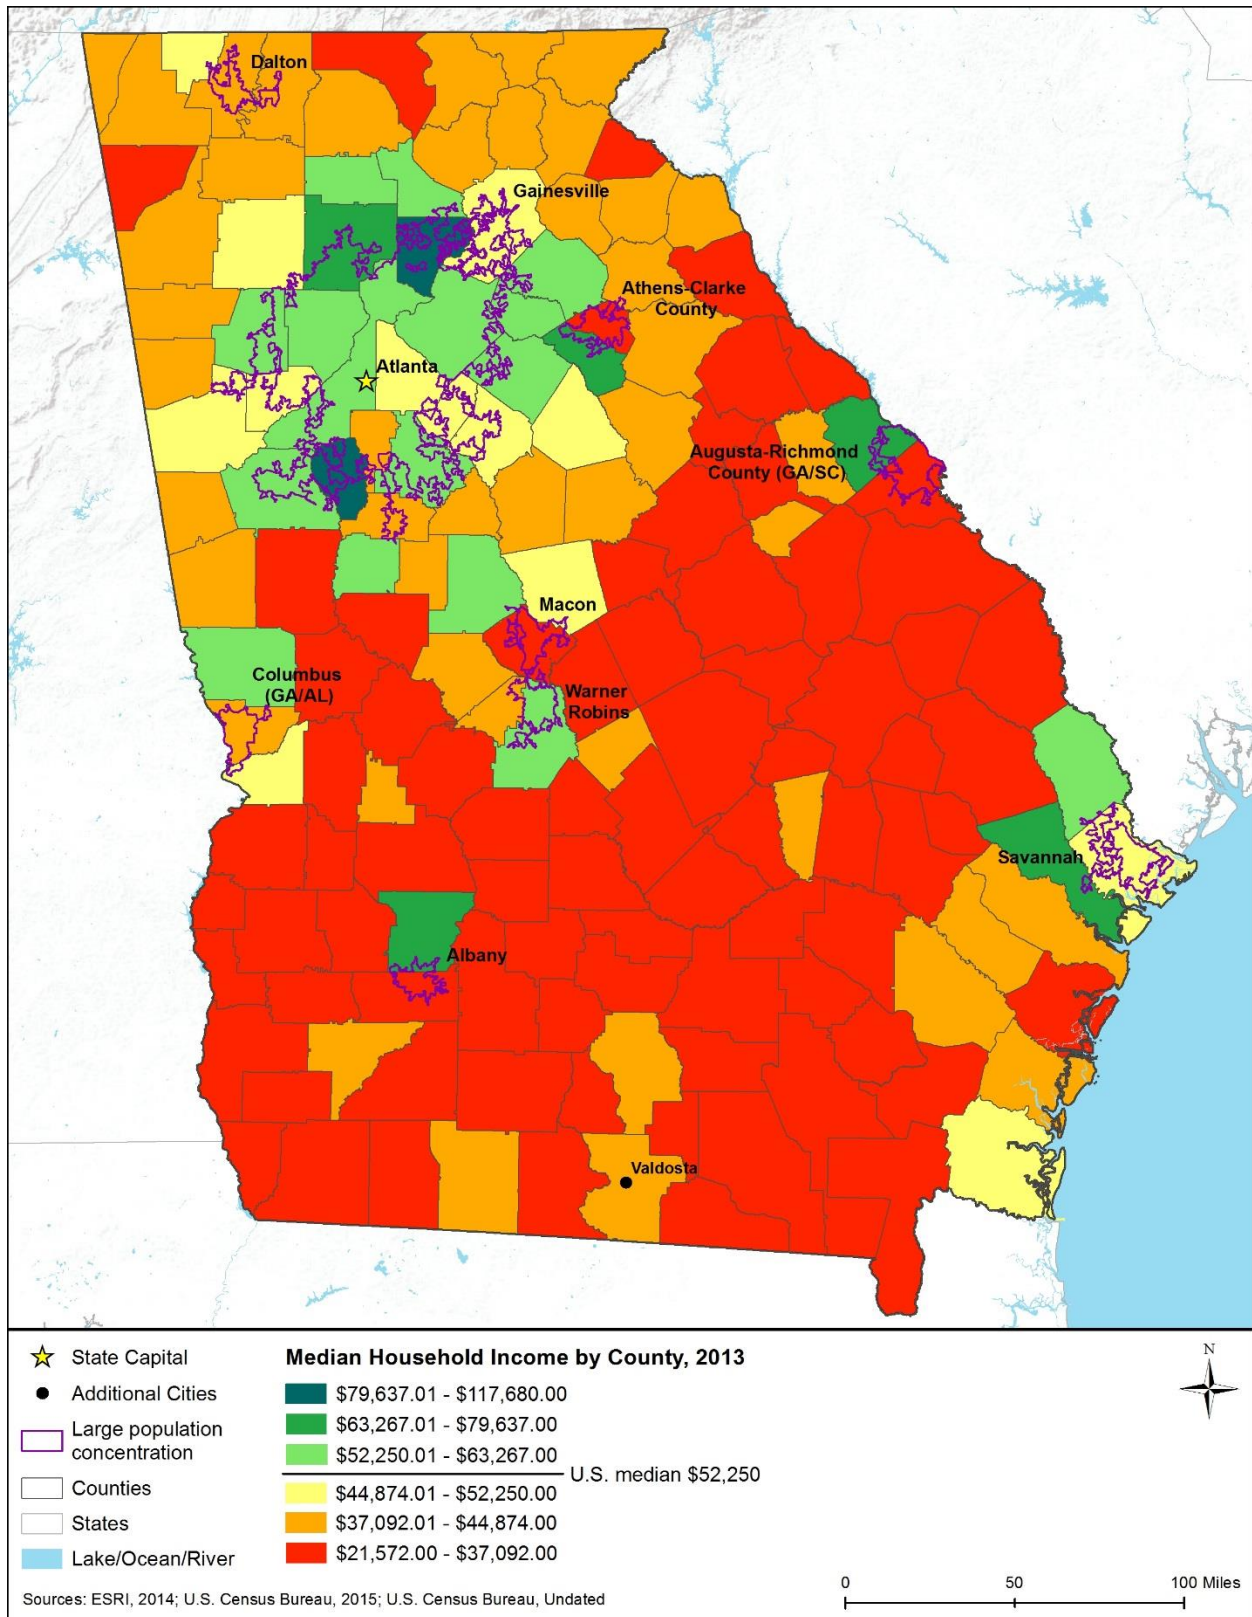 Dalton
Gainesville
Athens-Clarke
County
Atlanta
Augusta-Richmond
County (GA/SC)
Macon
Columbus
(GA/AL)
Warner
Robins
Savannah
Albany
Valdosta
State Capital
Additional Cities
Large population
concentration
Counties
States
Lake/Ocean/River
Median Household Income by County, 2013
$79,637.01 - $117,680.00
$63,267.01 - $79,637.00
$52,250.01 - $63,267.00
U.S. median $52,250
$44,874.01 - $52,250.00
$37,092.01 - $44,874.00
$21,572.00 - $37,092.00
N
0 50 100 Miles
Sources: ESRI, 2014; U.S. Census Bureau, 2015; U.S. Census Bureau, Undated